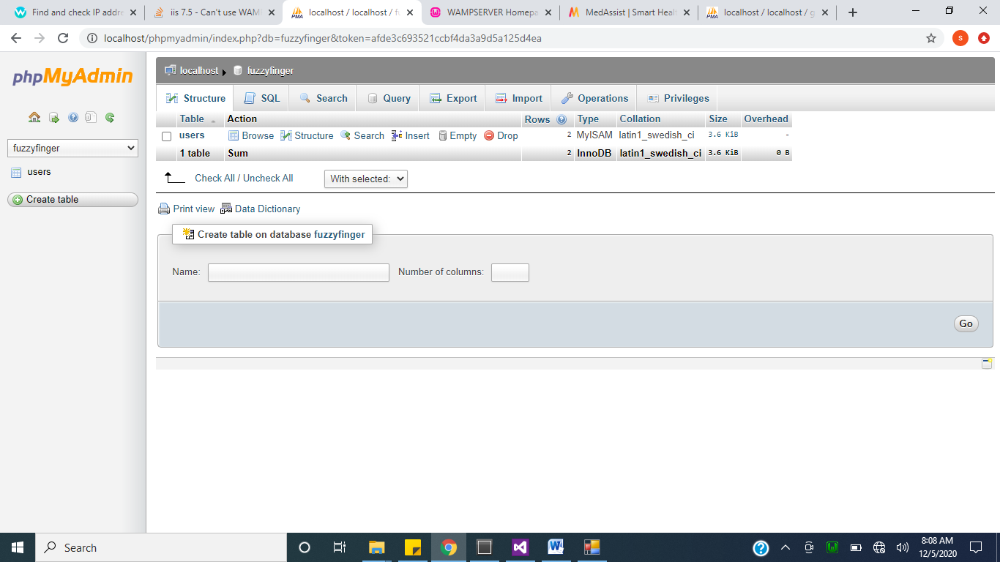 Find and check IP addre
iis 7.5 - Can't use WAM
localhost / localhost / f
WAMPSERVER Homepa
MedAssist | Smart Heal
localhost / localhost / g
localhost/phpmyadmin/index.php?db=fuzzyfinger&token=afde3c693521ccbf4da3a9d5a125d4ea
S
phpMyAdmin
fuzzyfinger
users
Create table
localhost fuzzyfinger
Structure SQL Search Query Export Import Operations Privileges
Table Action Rows Type Collation Size Overhead
users Browse Structure Search Insert Empty Drop 2 MyISAM latin1_swedish_ci 3.6 KiB -
1 table Sum 2 InnoDB latin1_swedish_ci 3.6 KiB 0 B
Check All / Uncheck All With selected:
Print view Data Dictionary
Create table on database fuzzyfinger
Name: Number of columns:
Go
Search
8:08 AM
12/5/2020